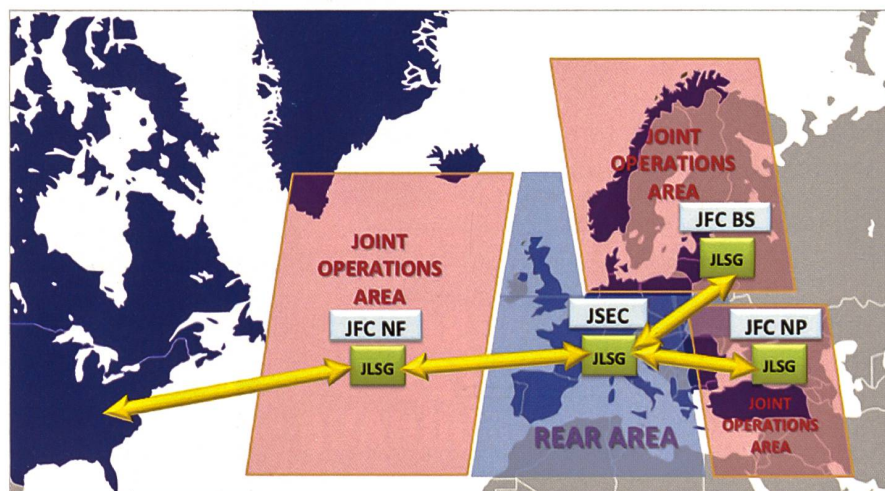 JOINT
OPERATIONS
AREA
JFC BS
JLSG
JOINT
OPERATIONS
AREA
JFC NF
JLSG
JSEC
JLSG
REAR AREA
JFC NP
JLSG
JOINT
OPERATIONS
AREA